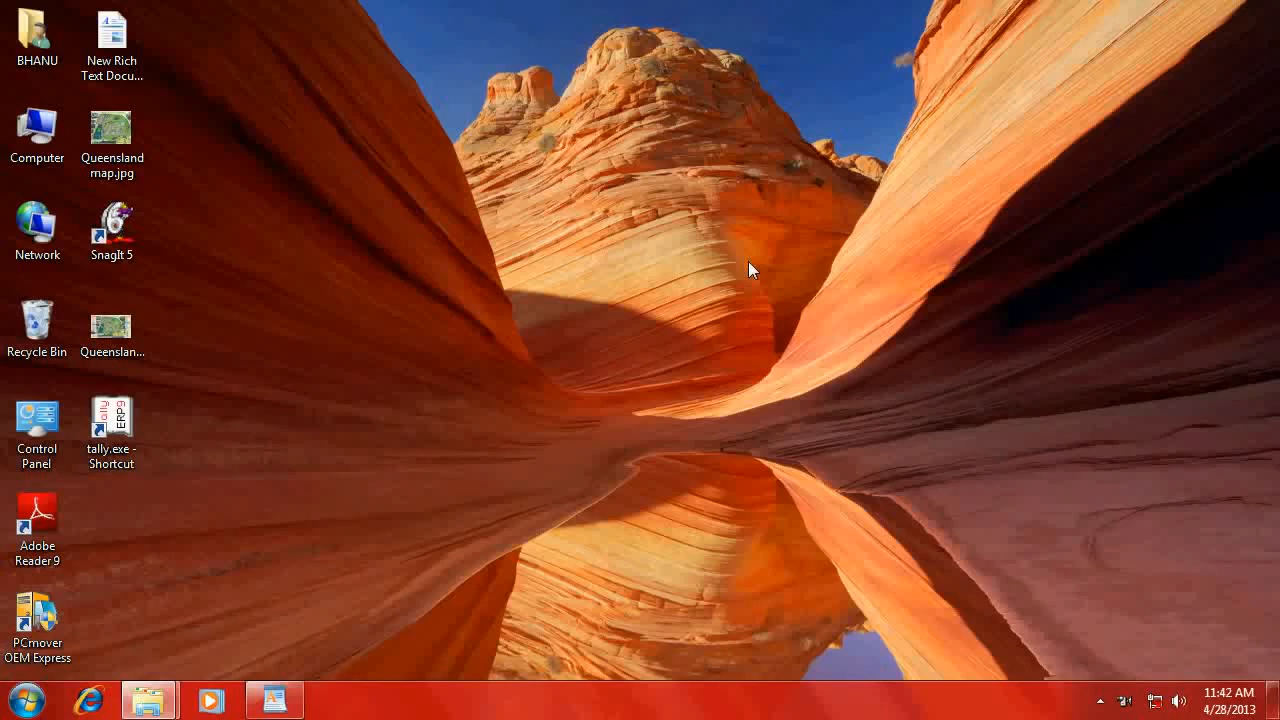 BHANU
New Rich
Text Docu...
Computer
Queensland
map.jpg
Network
SnagIt 5
Recycle Bin
Queenslan...
Control
Panel
tally.exe -
Shortcut
Adobe
Reader 9
PCmover
OEM Express
11:42 AM
4/28/2013